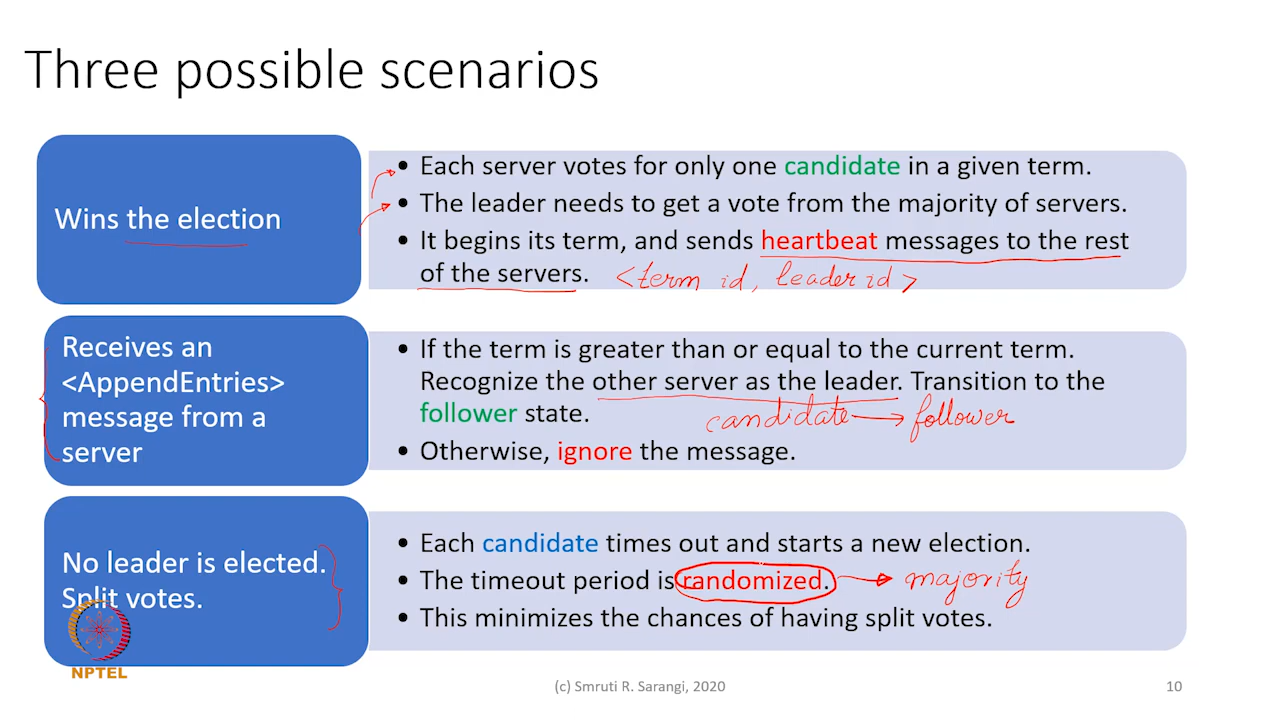 Three possible scenarios
Wins the election
• Each server votes for only one candidate in a given term.
• The leader needs to get a vote from the majority of servers.
• It begins its term, and sends heartbeat messages to the rest
of the servers. <term id, leader id>
Receives an
<AppendEntries>
message from a
server
• If the term is greater than or equal to the current term.
Recognize the other server as the leader. Transition to the
follower state. candidate → follower
• Otherwise, ignore the message.
No leader is elected.
Split votes.
• Each candidate times out and starts a new election.
• The timeout period is randomized. → majority
• This minimizes the chances of having split votes.
NPTEL
(c) Smruti R. Sarangi, 2020
10